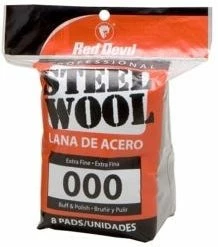 Red Devil
PROFESSIONAL
STEEL
WOOL
LANA DE ACERO
Extra Fine • Extra Fina
000
Buff & Polish • Bruñir y Pulir
8 PADS/UNIDADES